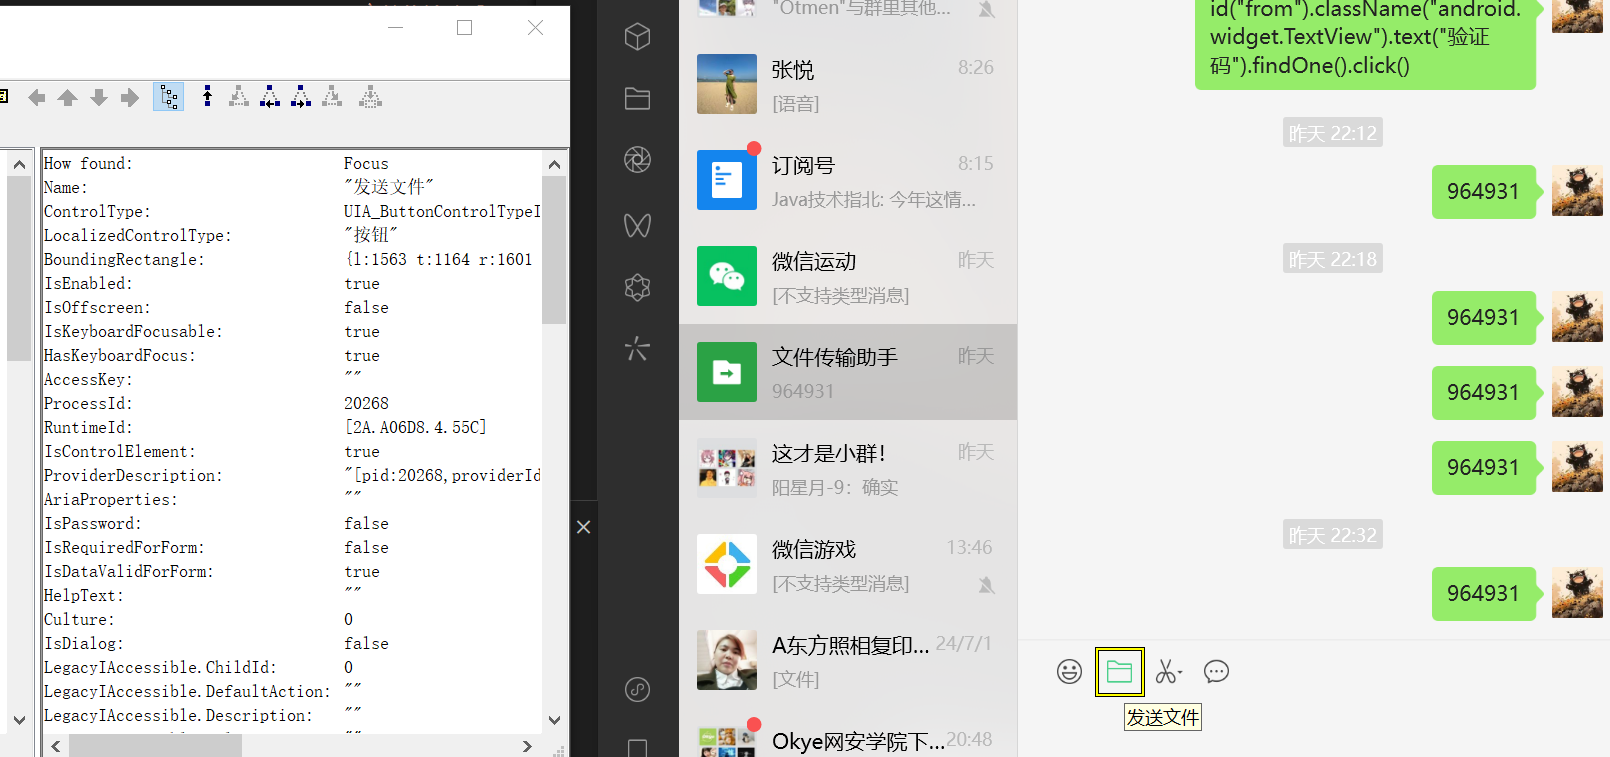 How found: Focus
Name: "发送文件"
ControlType: UIA_ButtonControlTypeI
LocalizedControlType: "按钮"
BoundingRectangle: {l:1563 t:1164 r:1601
IsEnabled: true
IsOffscreen: false
IsKeyboardFocusable: true
HasKeyboardFocus: true
AccessKey: ""
ProcessId: 20268
RuntimeId: [2A.A06D8.4.55C]
IsControlElement: true
ProviderDescription: "[pid:20268,providerId
AriaProperties: ""
IsPassword: false
IsRequiredForForm: false
IsDataValidForForm: true
HelpText: ""
Culture: 0
IsDialog: false
LegacyIAccessible.ChildId: 0
LegacyIAccessible.DefaultAction: ""
LegacyIAccessible.Description: ""
"Otmen"与群里其他...
张悦 8:26
[语音]
订阅号 8:15
Java技术指北: 今年这情...
微信运动 昨天
[不支持类型消息]
文件传输助手 昨天
964931
这才是小群! 昨天
阳星月-9: 确实
微信游戏 13:46
[不支持类型消息]
A东方照相复印... 24/7/1
[文件]
Okye网安学院下... 20:48
id("from").className("android.
widget.TextView").text("验证
码").findOne().click()
昨天 22:12
964931
昨天 22:18
964931
964931
964931
昨天 22:32
964931
发送文件